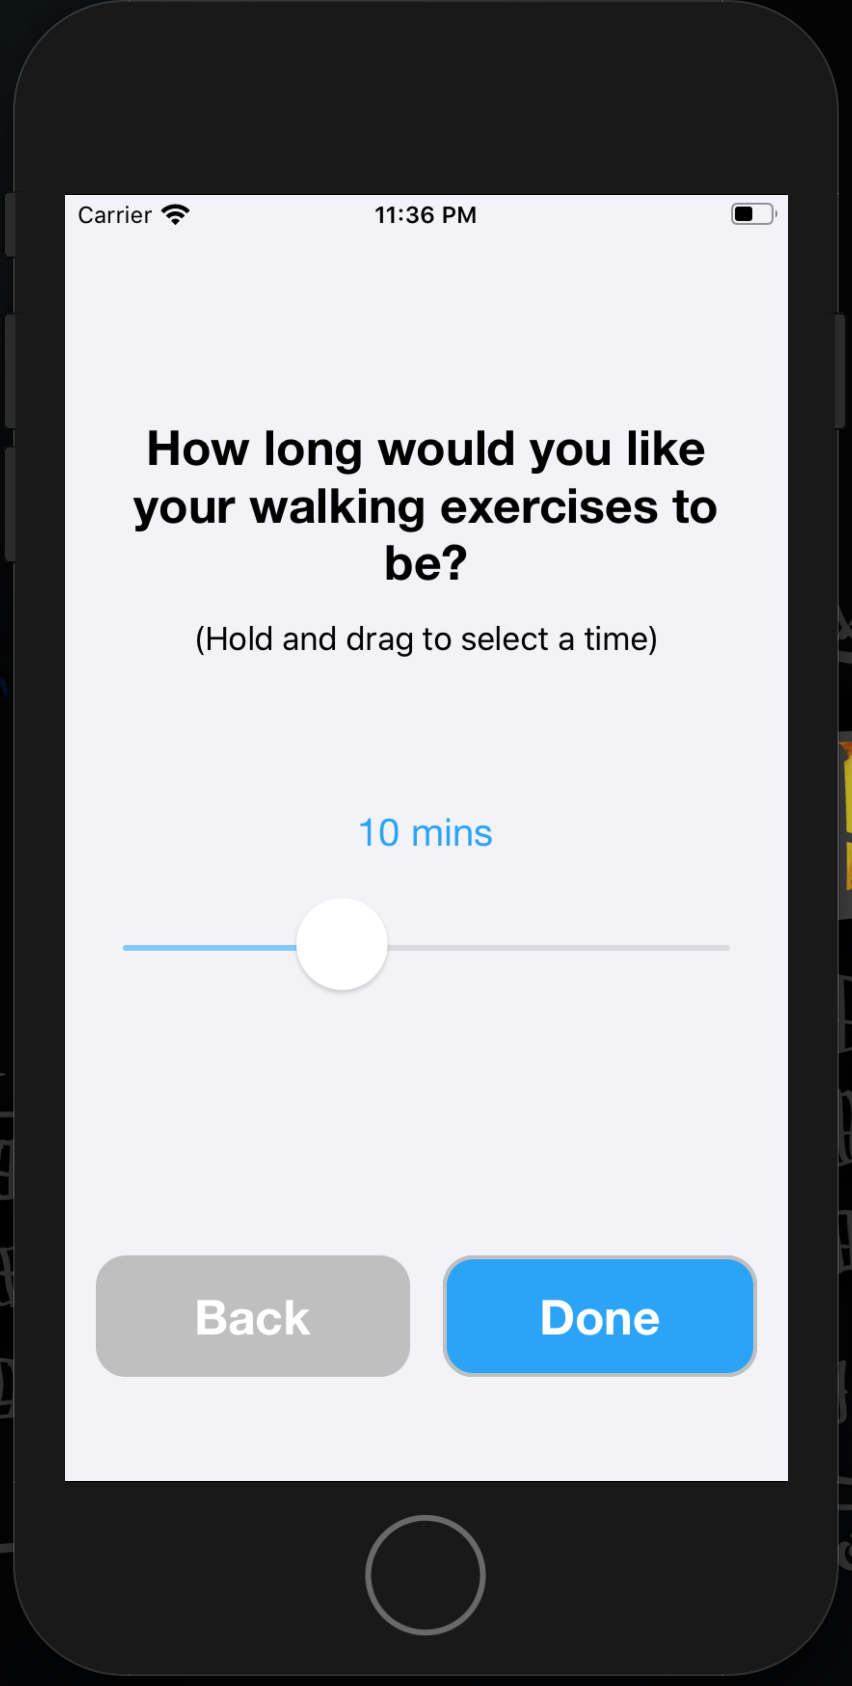 Carrier
11:36 PM
How long would you like
your walking exercises to
be?
(Hold and drag to select a time)
10 mins
Back
Done